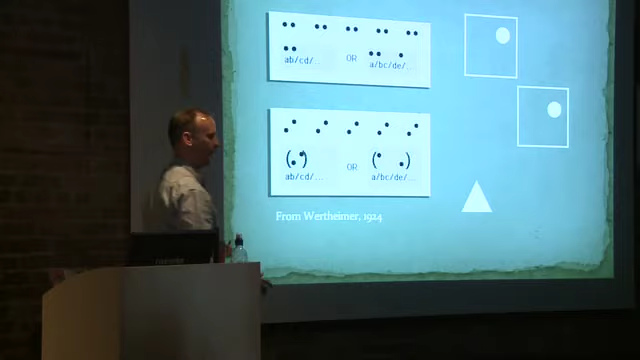 ab/cd/..
OR
a/bc/de/..
ab/cd/...
OR
a/bc/de/...
From Wertheimer, 1924